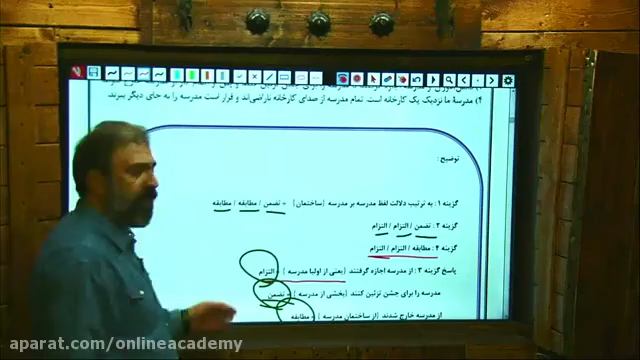 ۴) مدرسهٔ ما نزدیک یک کارخانه است. تمام مدرسه از صدای کارخانه ناراضی‌اند و قرار است مدرسه را به جای دیگر ببرند.
توضیح:
گزینه ۱: به ترتیب دلالت لفظ مدرسه بر مدرسه (ساختمان) = تضمن / مطابقه / مطابقه
گزینه ۲: تضمن / التزام / التزام
گزینه ۴: مطابقه / التزام / التزام
پاسخ گزینه ۳: از مدرسه اجازه گرفتند (یعنی از اولیا مدرسه) = التزام
مدرسه را برای جشن تزئین کنند (بخشی از مدرسه) = تضمن
از مدرسه خارج شدند (از ساختمان مدرسه) = مطابقه
aparat.com/onlineacademy